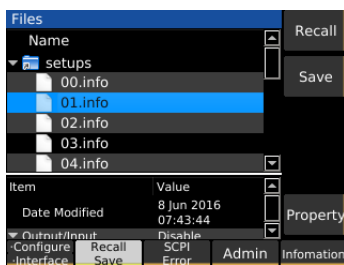 Files
Recall
Name
setups
Save
00.info
01.info
02.info
03.info
04.info
Item Value
Date Modified 8 Jun 2016
07:43:44
Property
Output/Input Disable
·Configure Recall SCPI Admin Infomation
·Interface Save Error